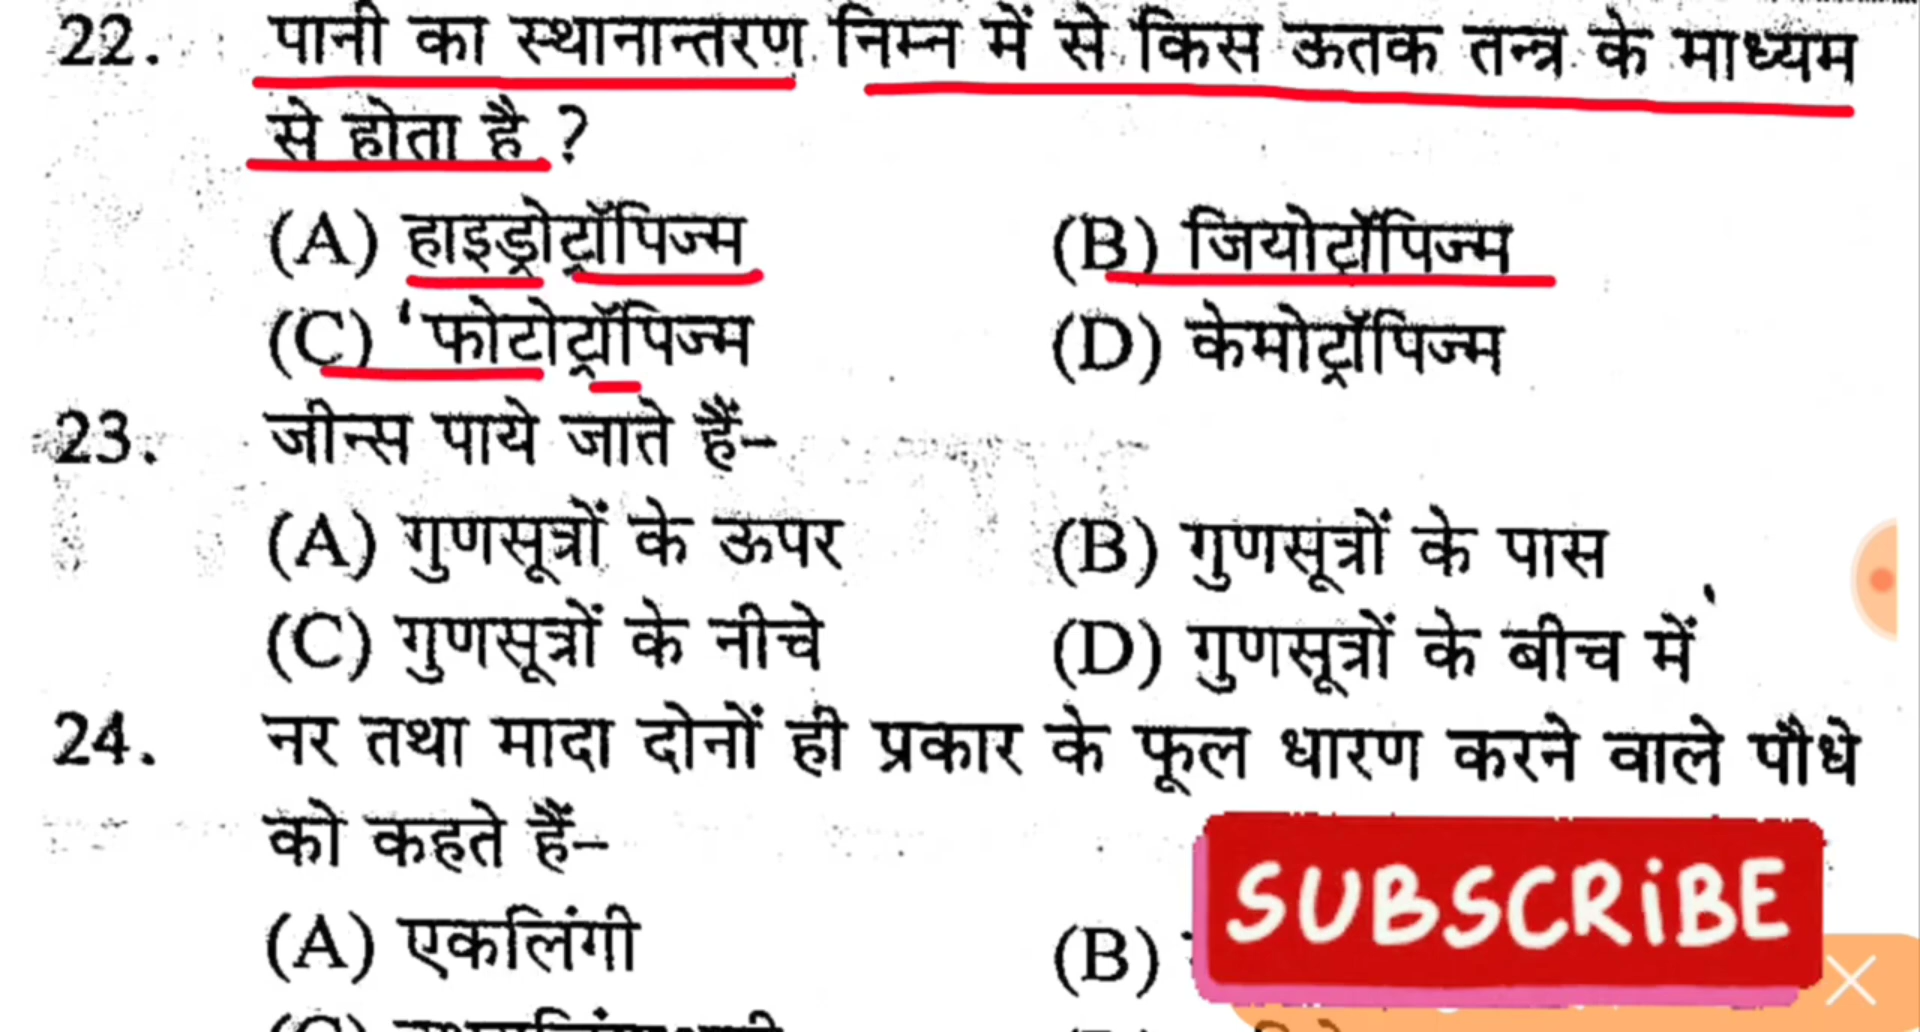 22. पानी का स्थानान्तरण निम्न में से किस ऊतक तन्त्र के माध्यम
से होता है ?
(A) हाइड्रोट्रॉपिज्म (B) जियोट्रॉपिज्म
(C) 'फोटोट्रॉपिज्म (D) केमोट्रॉपिज्म
23. जीन्स पाये जाते हैं-
(A) गुणसूत्रों के ऊपर (B) गुणसूत्रों के पास
(C) गुणसूत्रों के नीचे (D) गुणसूत्रों के बीच में
24. नर तथा मादा दोनों ही प्रकार के फूल धारण करने वाले पौधे
को कहते हैं-
(A) एकलिंगी (B)
SUBSCRiBE